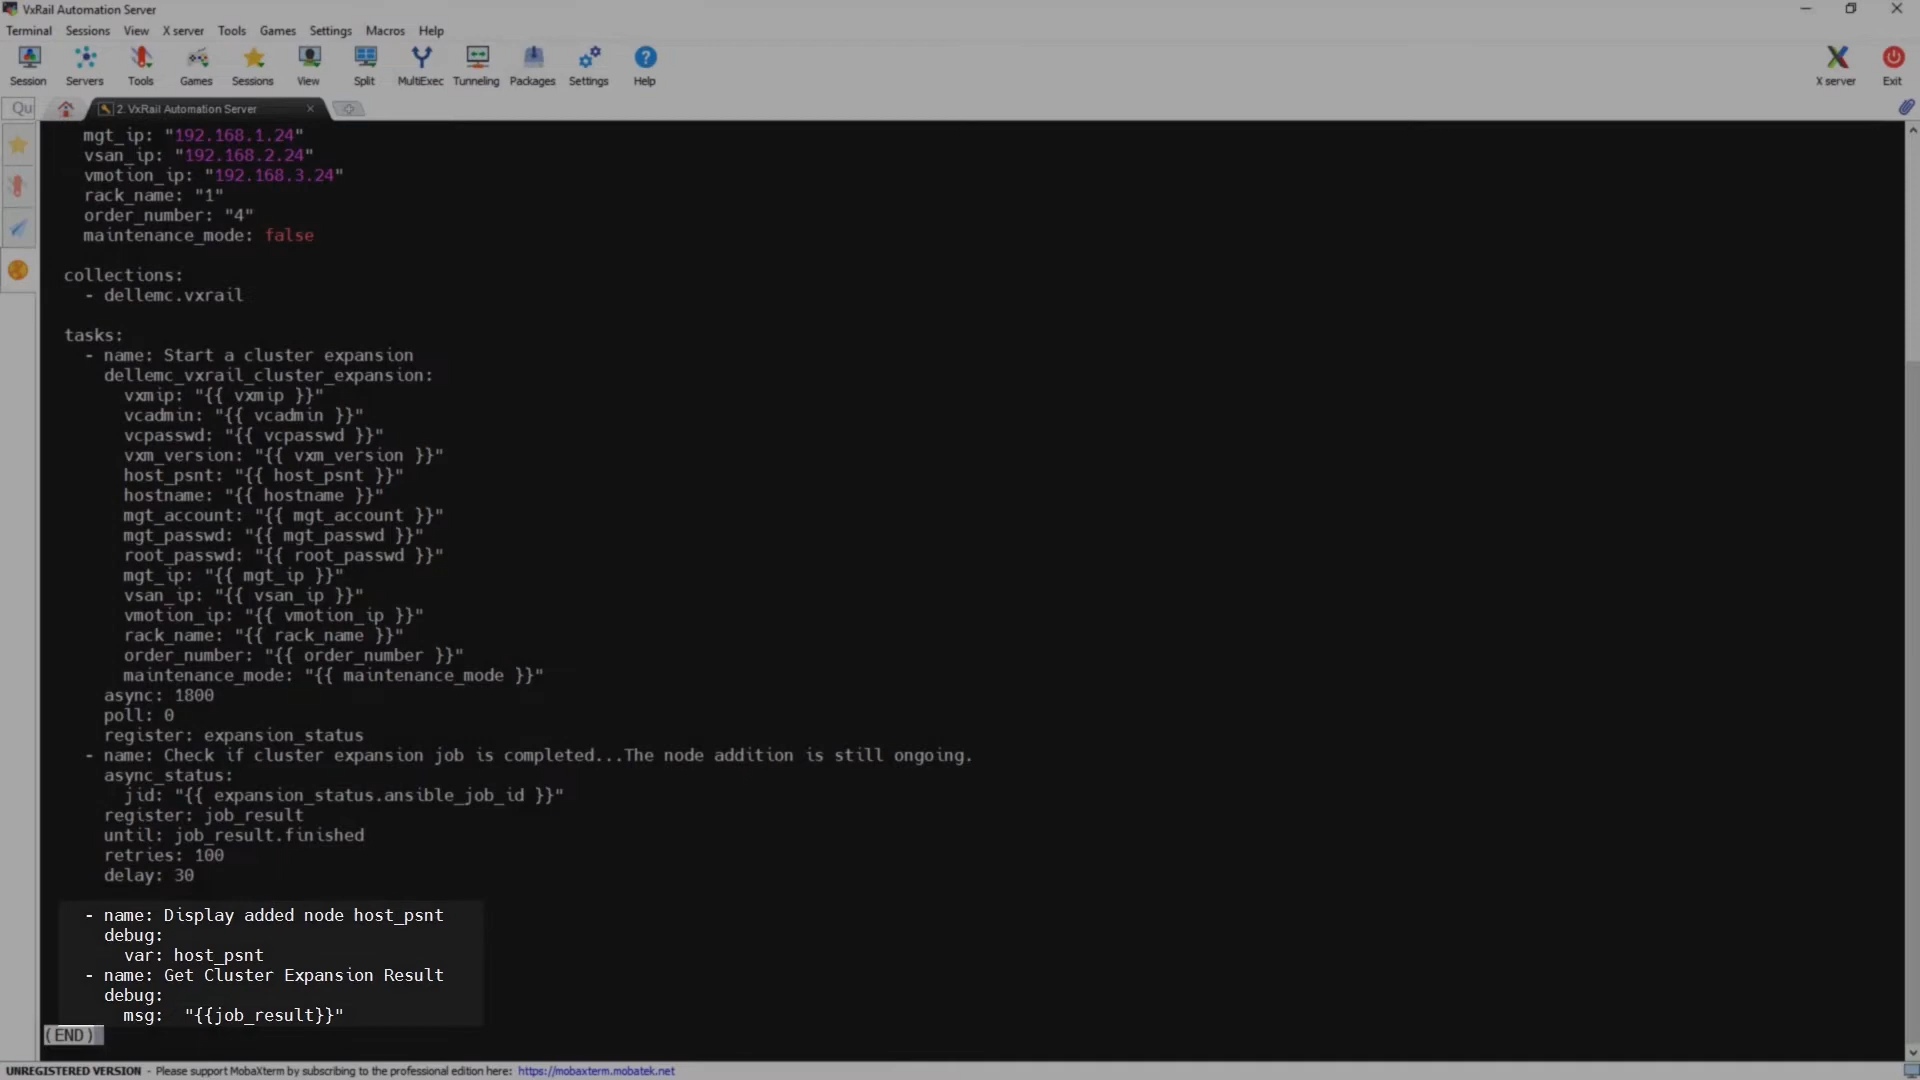 VxRail Automation Server
Terminal Sessions View X server Tools Games Settings Macros Help
Session Servers Tools Games Sessions View Split MultiExec Tunneling Packages Settings Help X server Exit
Qu 2. VxRail Automation Server
mgt_ip: "192.168.1.24"
vsan_ip: "192.168.2.24"
vmotion_ip: "192.168.3.24"
rack_name: "1"
order_number: "4"
maintenance_mode: false
collections:
- dellemc.vxrail
tasks:
- name: Start a cluster expansion
dellemc_vxrail_cluster_expansion:
vxmip: "{{ vxmip }}"
vcadmin: "{{ vcadmin }}"
vcpasswd: "{{ vcpasswd }}"
vxm_version: "{{ vxm_version }}"
host_psnt: "{{ host_psnt }}"
hostname: "{{ hostname }}"
mgt_account: "{{ mgt_account }}"
mgt_passwd: "{{ mgt_passwd }}"
root_passwd: "{{ root_passwd }}"
mgt_ip: "{{ mgt_ip }}"
vsan_ip: "{{ vsan_ip }}"
vmotion_ip: "{{ vmotion_ip }}"
rack_name: "{{ rack_name }}"
order_number: "{{ order_number }}"
maintenance_mode: "{{ maintenance_mode }}"
async: 1800
poll: 0
register: expansion_status
- name: Check if cluster expansion job is completed...The node addition is still ongoing.
async_status:
jid: "{{ expansion_status.ansible_job_id }}"
register: job_result
until: job_result.finished
retries: 100
delay: 30
- name: Display added node host_psnt
debug:
var: host_psnt
- name: Get Cluster Expansion Result
debug:
msg: "{{job_result}}"
(END)
UNREGISTERED VERSION - Please support MobaXterm by subscribing to the professional edition here: https://mobaxterm.mobatek.net